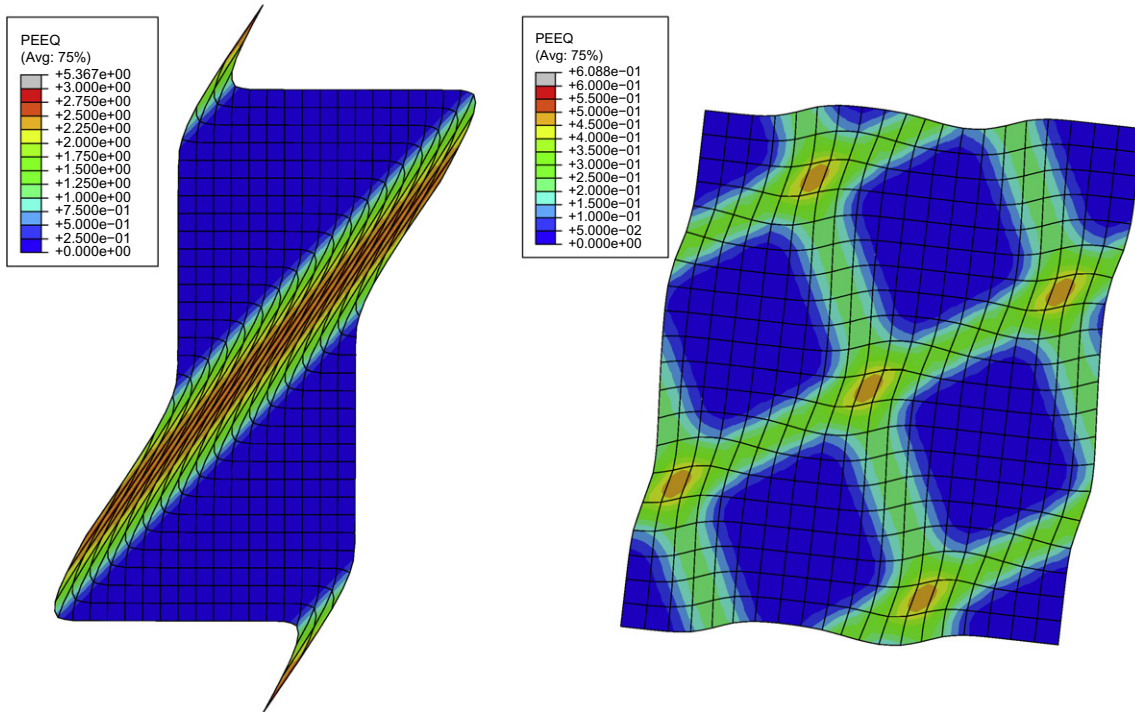 PEEQ
(Avg: 75%)
+5.367e+00
+3.000e+00
+2.750e+00
+2.500e+00
+2.250e+00
+2.000e+00
+1.750e+00
+1.500e+00
+1.250e+00
+1.000e+00
+7.500e−01
+5.000e−01
+2.500e−01
+0.000e+00
PEEQ
(Avg: 75%)
+6.088e−01
+6.000e−01
+5.500e−01
+5.000e−01
+4.500e−01
+4.000e−01
+3.500e−01
+3.000e−01
+2.500e−01
+2.000e−01
+1.500e−01
+1.000e−01
+5.000e−02
+0.000e+00